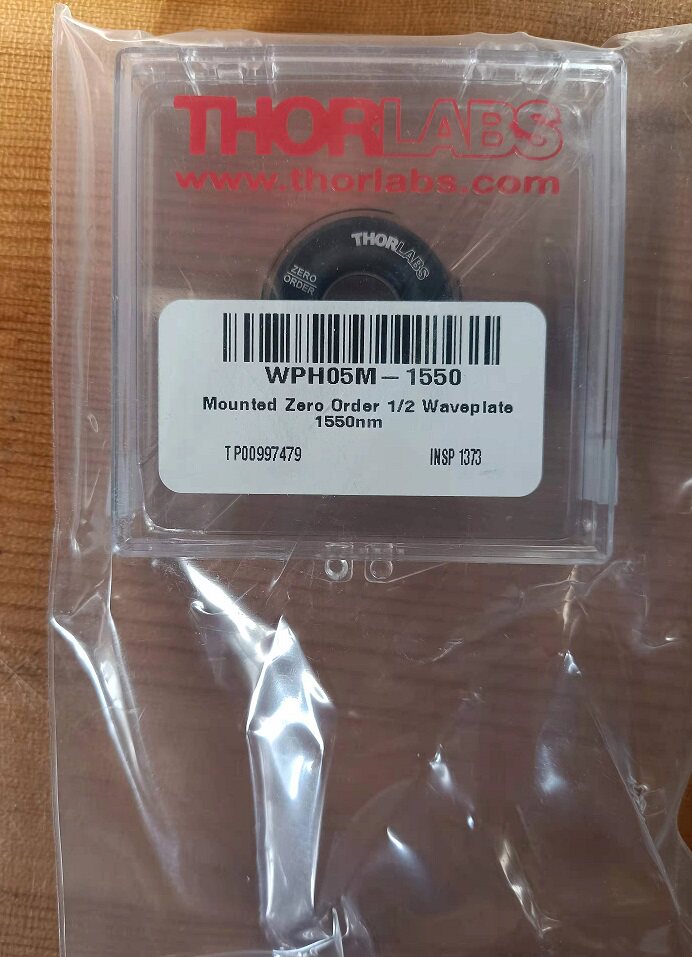 THORLABS
www.thorlabs.com
THORLABS
ZERO
ORDER
WPH05M-1550
Mounted Zero Order 1/2 Waveplate
1550nm
TP00997479 INSP 1373